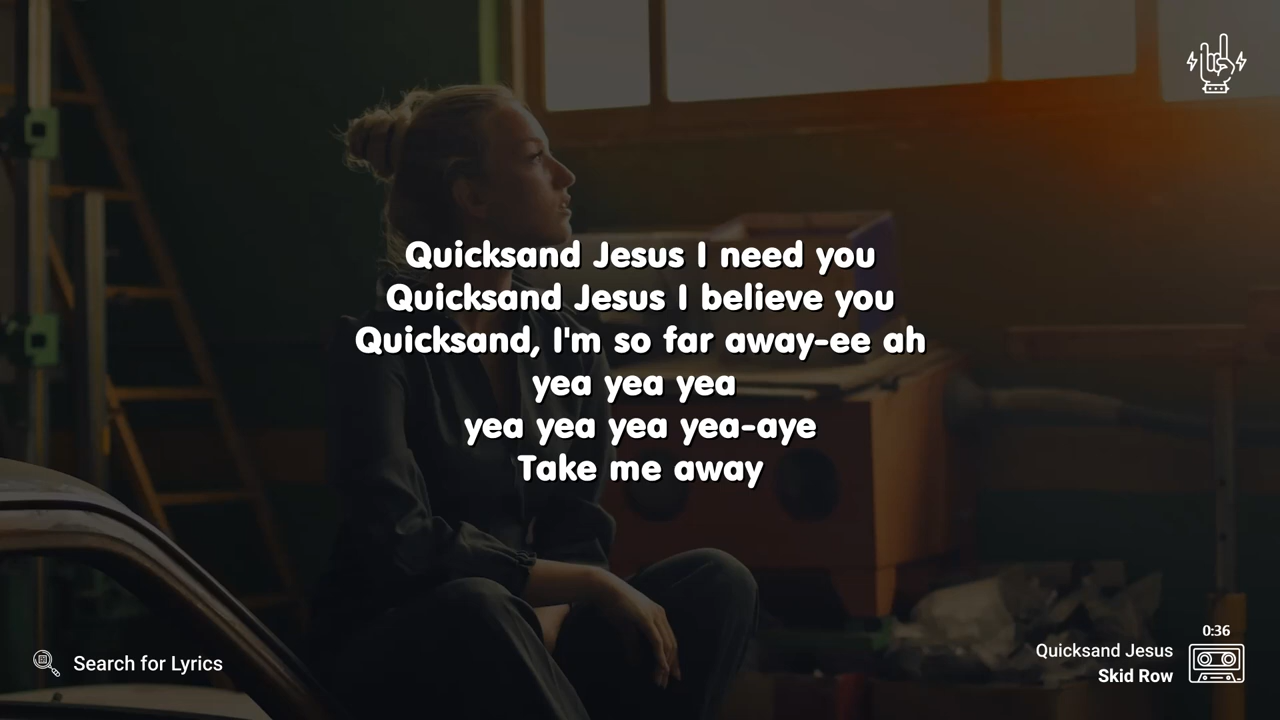 Quicksand Jesus I need you
Quicksand Jesus I believe you
Quicksand, I'm so far away-ee ah
yea yea yea
yea yea yea yea-aye
Take me away
Search for Lyrics
0:36
Quicksand Jesus
Skid Row